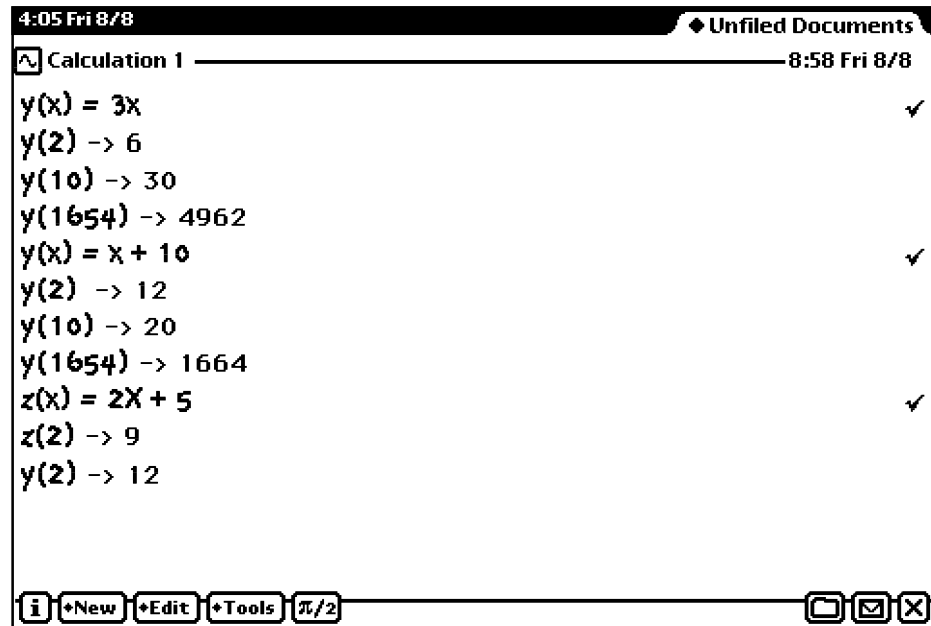 4:05 Fri 8/8 ◆ Unfiled Documents
Calculation 1 8:58 Fri 8/8
y(x) = 3x ✓
y(2) -> 6
y(10) -> 30
y(1654) -> 4962
y(x) = x + 10 ✓
y(2) -> 12
y(10) -> 20
y(1654) -> 1664
z(x) = 2X + 5 ✓
z(2) -> 9
y(2) -> 12
i ◆New ◆Edit ◆Tools π/2